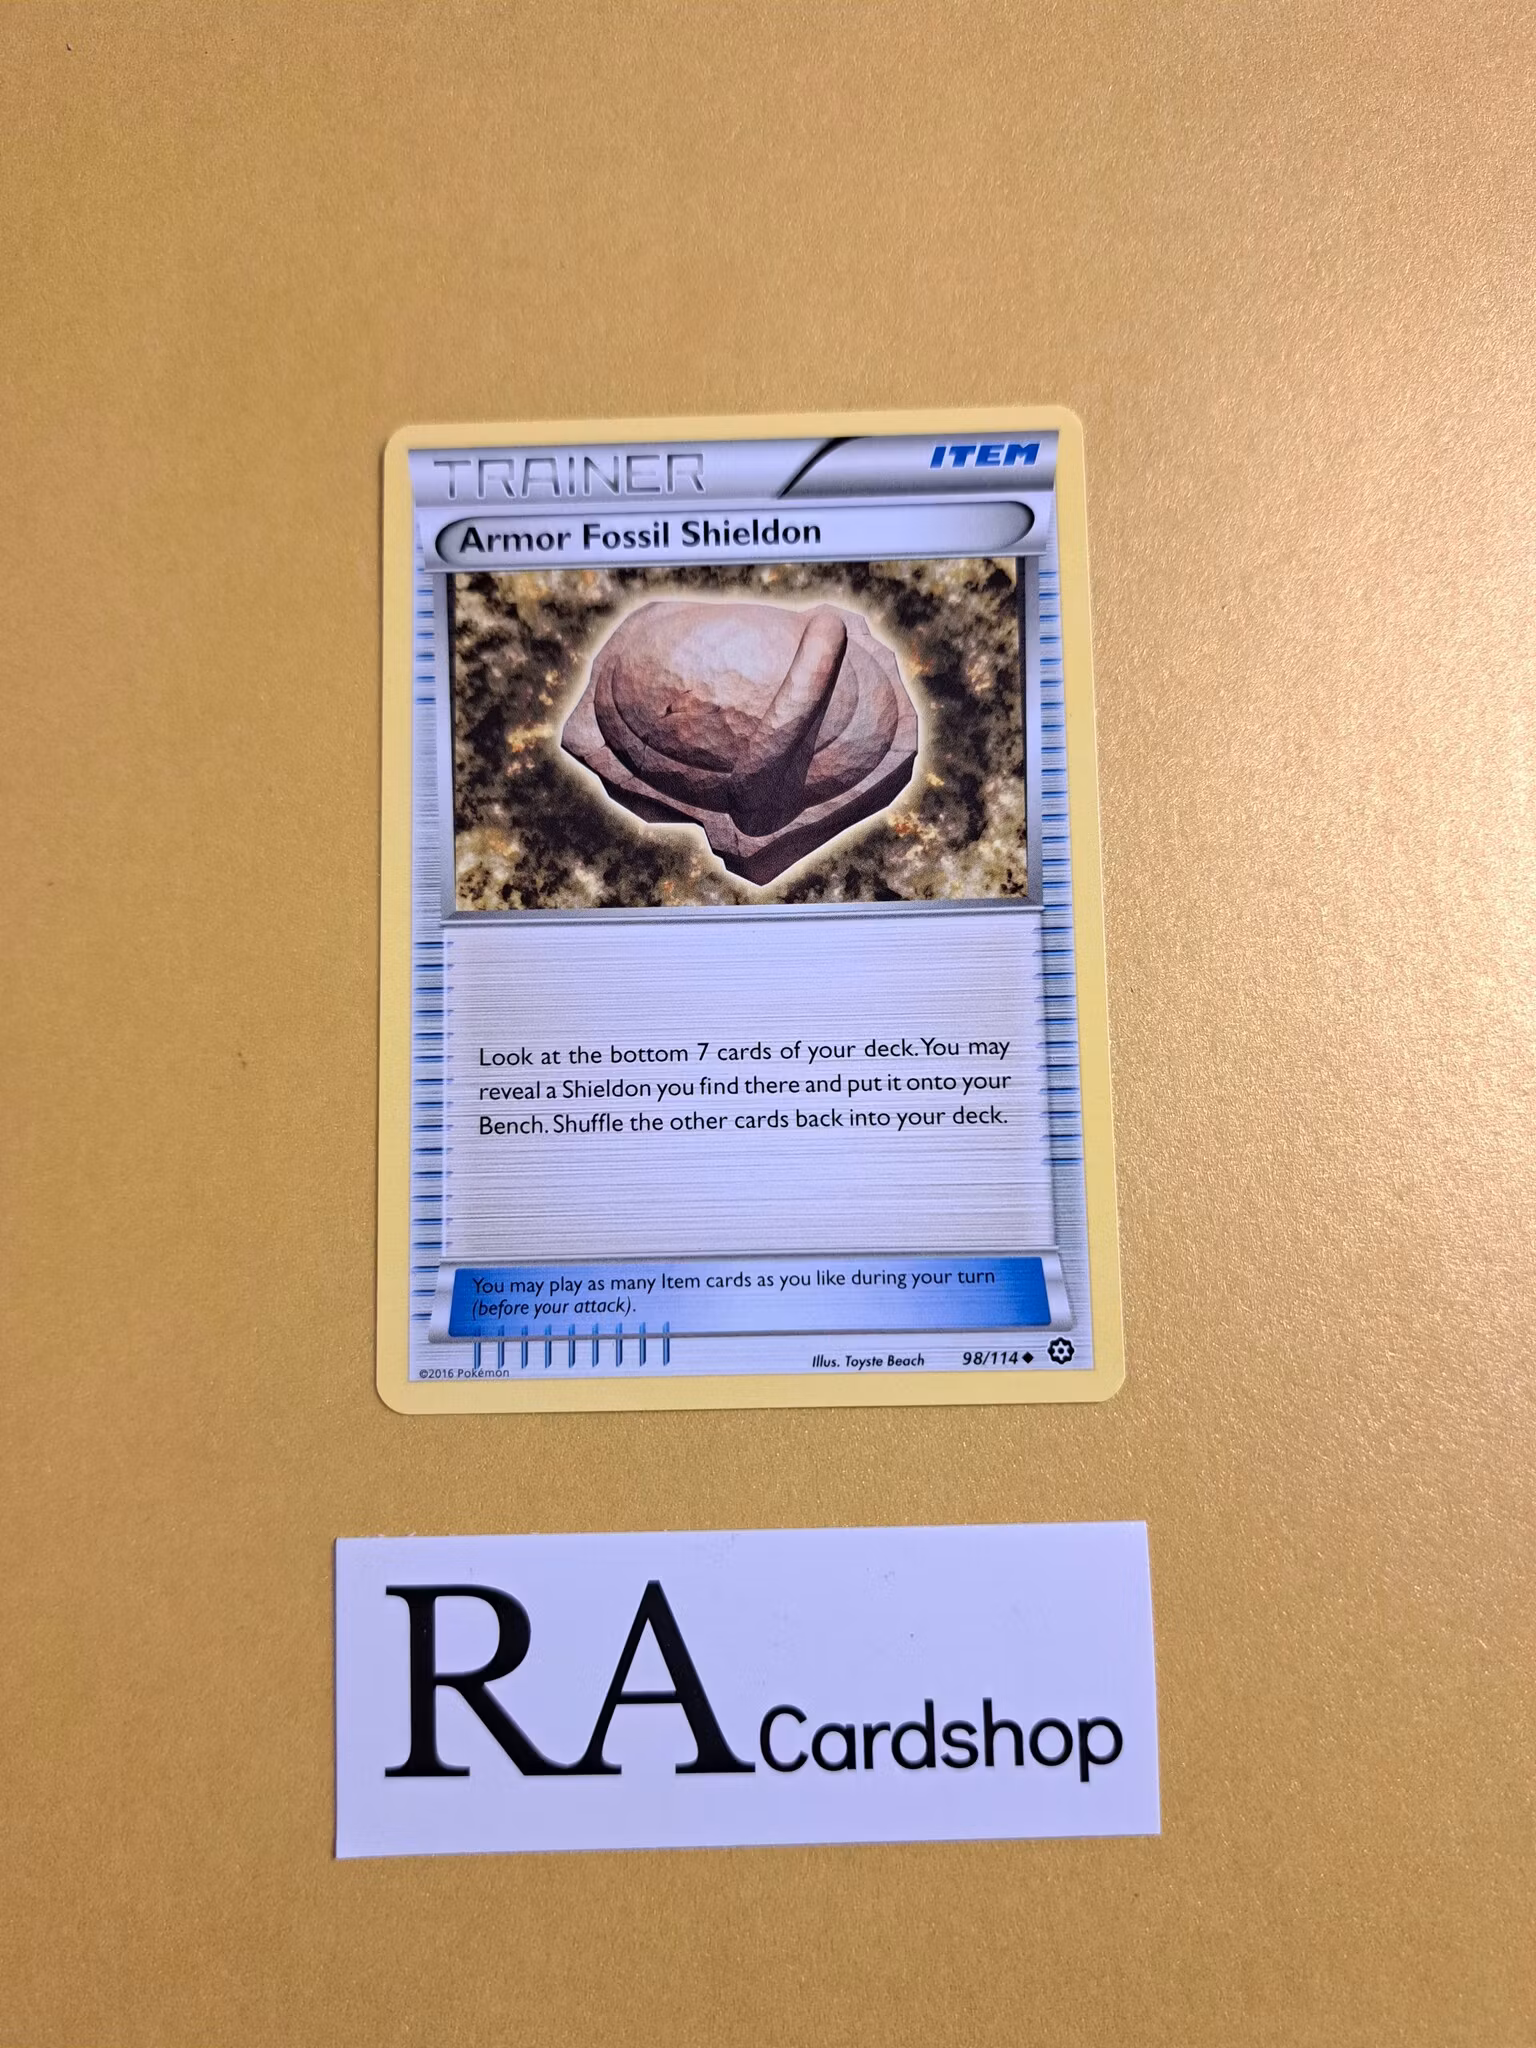 TRAINER
ITEM
Armor Fossil Shieldon
Look at the bottom 7 cards of your deck. You may
reveal a Shieldon you find there and put it onto your
Bench. Shuffle the other cards back into your deck.
You may play as many Item cards as you like during your turn
(before your attack).
©2016 Pokémon
Illus. Toyste Beach
98/114
RA Cardshop